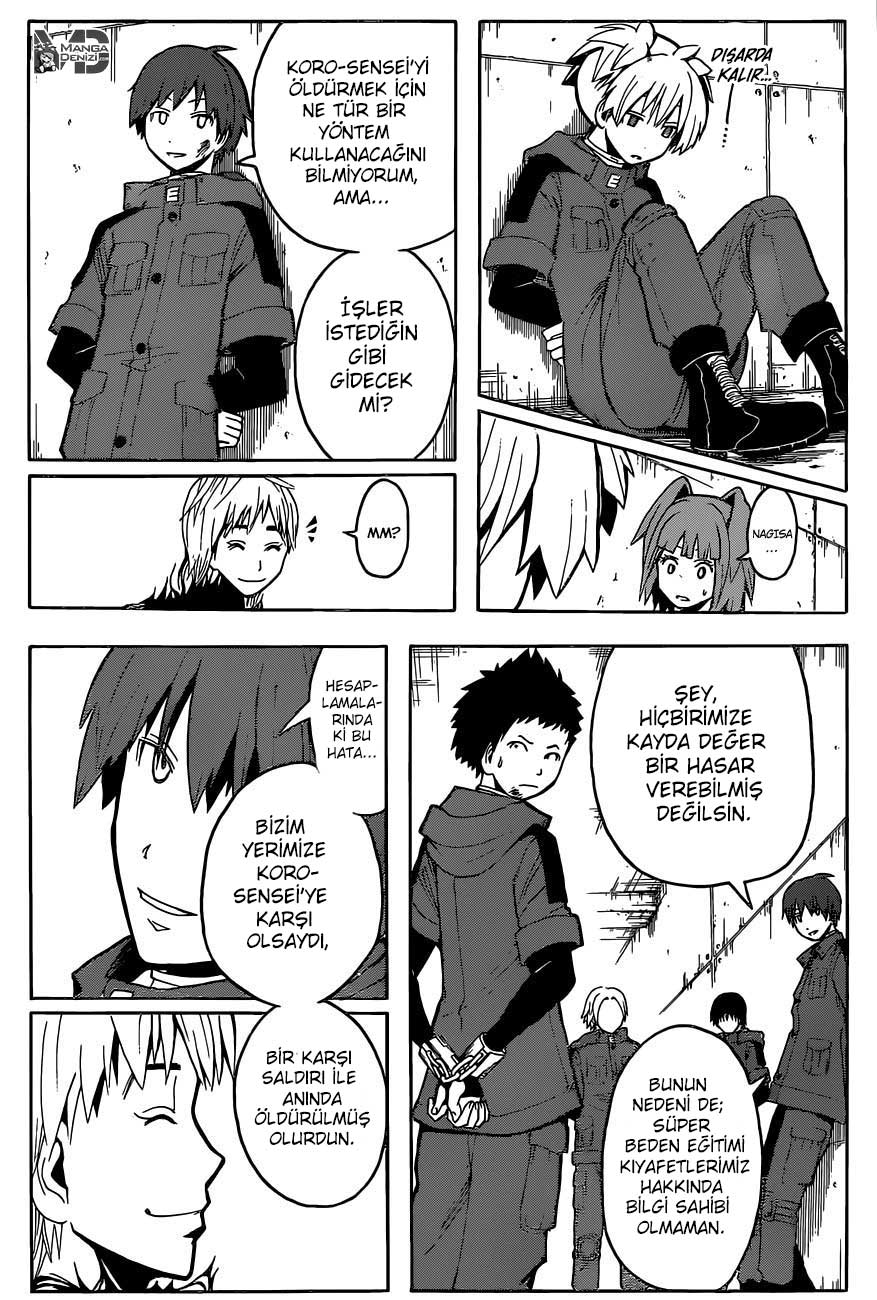 DIŞARDA
KALIR...
NAGISA
...
KORO-SENSEI'Yİ
ÖLDÜRMEK İÇİN
NE TÜR BİR
YÖNTEM
KULLANACAĞINI
BİLMİYORUM,
AMA...
İŞLER
İSTEDİĞİN
GİBİ
GİDECEK
Mİ?
MM?
ŞEY,
HİÇBİRİMİZE
KAYDA DEĞER
BİR HASAR
VEREBİLMİŞ
DEĞİLSİN.
BUNUN
NEDENİ DE;
SÜPER
BEDEN EĞİTİMİ
KIYAFETLERİMİZ
HAKKINDA
BİLGİ SAHİBİ
OLMAMAN.
HESAP-
LAMALA-
RINDA
Kİ BU
HATA...
BİZİM
YERİMİZE
KORO-
SENSEI'YE
KARŞI
OLSAYDI,
BİR KARŞI
SALDIRI İLE
ANINDA
ÖLDÜRÜLMÜŞ
OLURDUN.
MANGA
DENİZİ
E
E